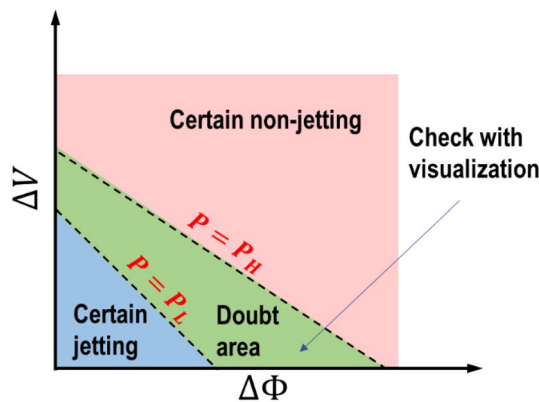 Certain non-jetting
Check with
visualization
ΔV
P = P_H
P = P_L
Certain
jetting
Doubt
area
ΔΦ